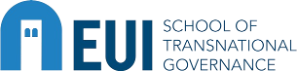 EUI
SCHOOL OF
TRANSNATIONAL
GOVERNANCE